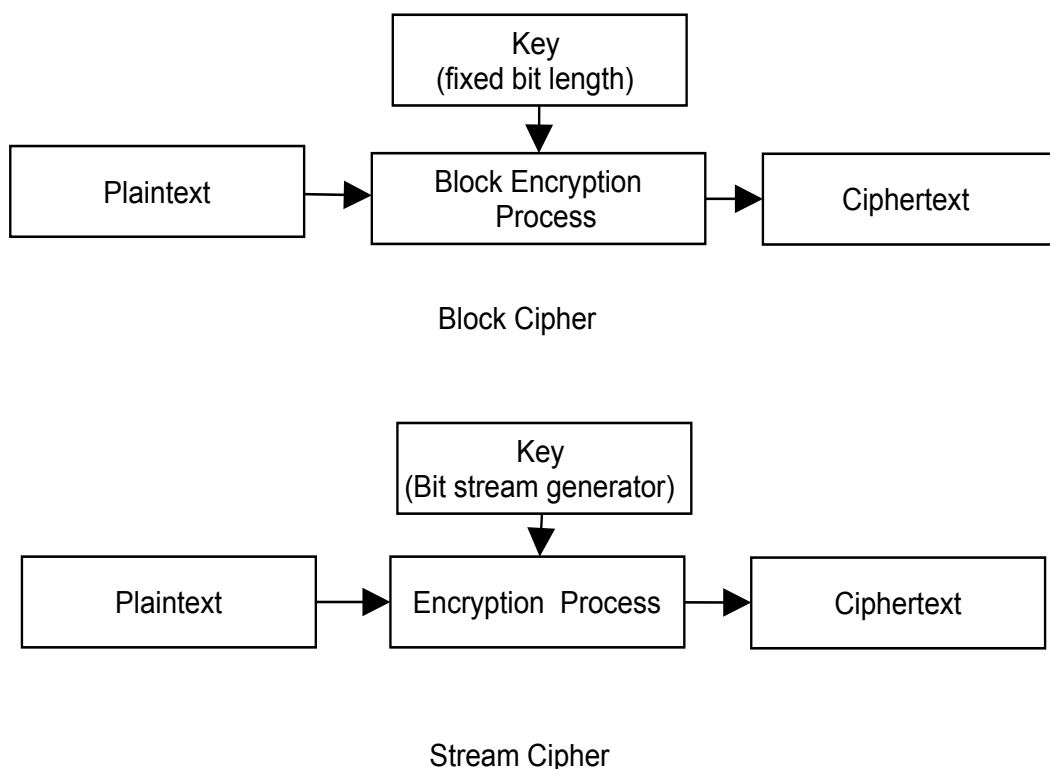 Key
(fixed bit length)
Plaintext
Block Encryption
Process
Ciphertext
Block Cipher
Key
(Bit stream generator)
Plaintext
Encryption Process
Ciphertext
Stream Cipher